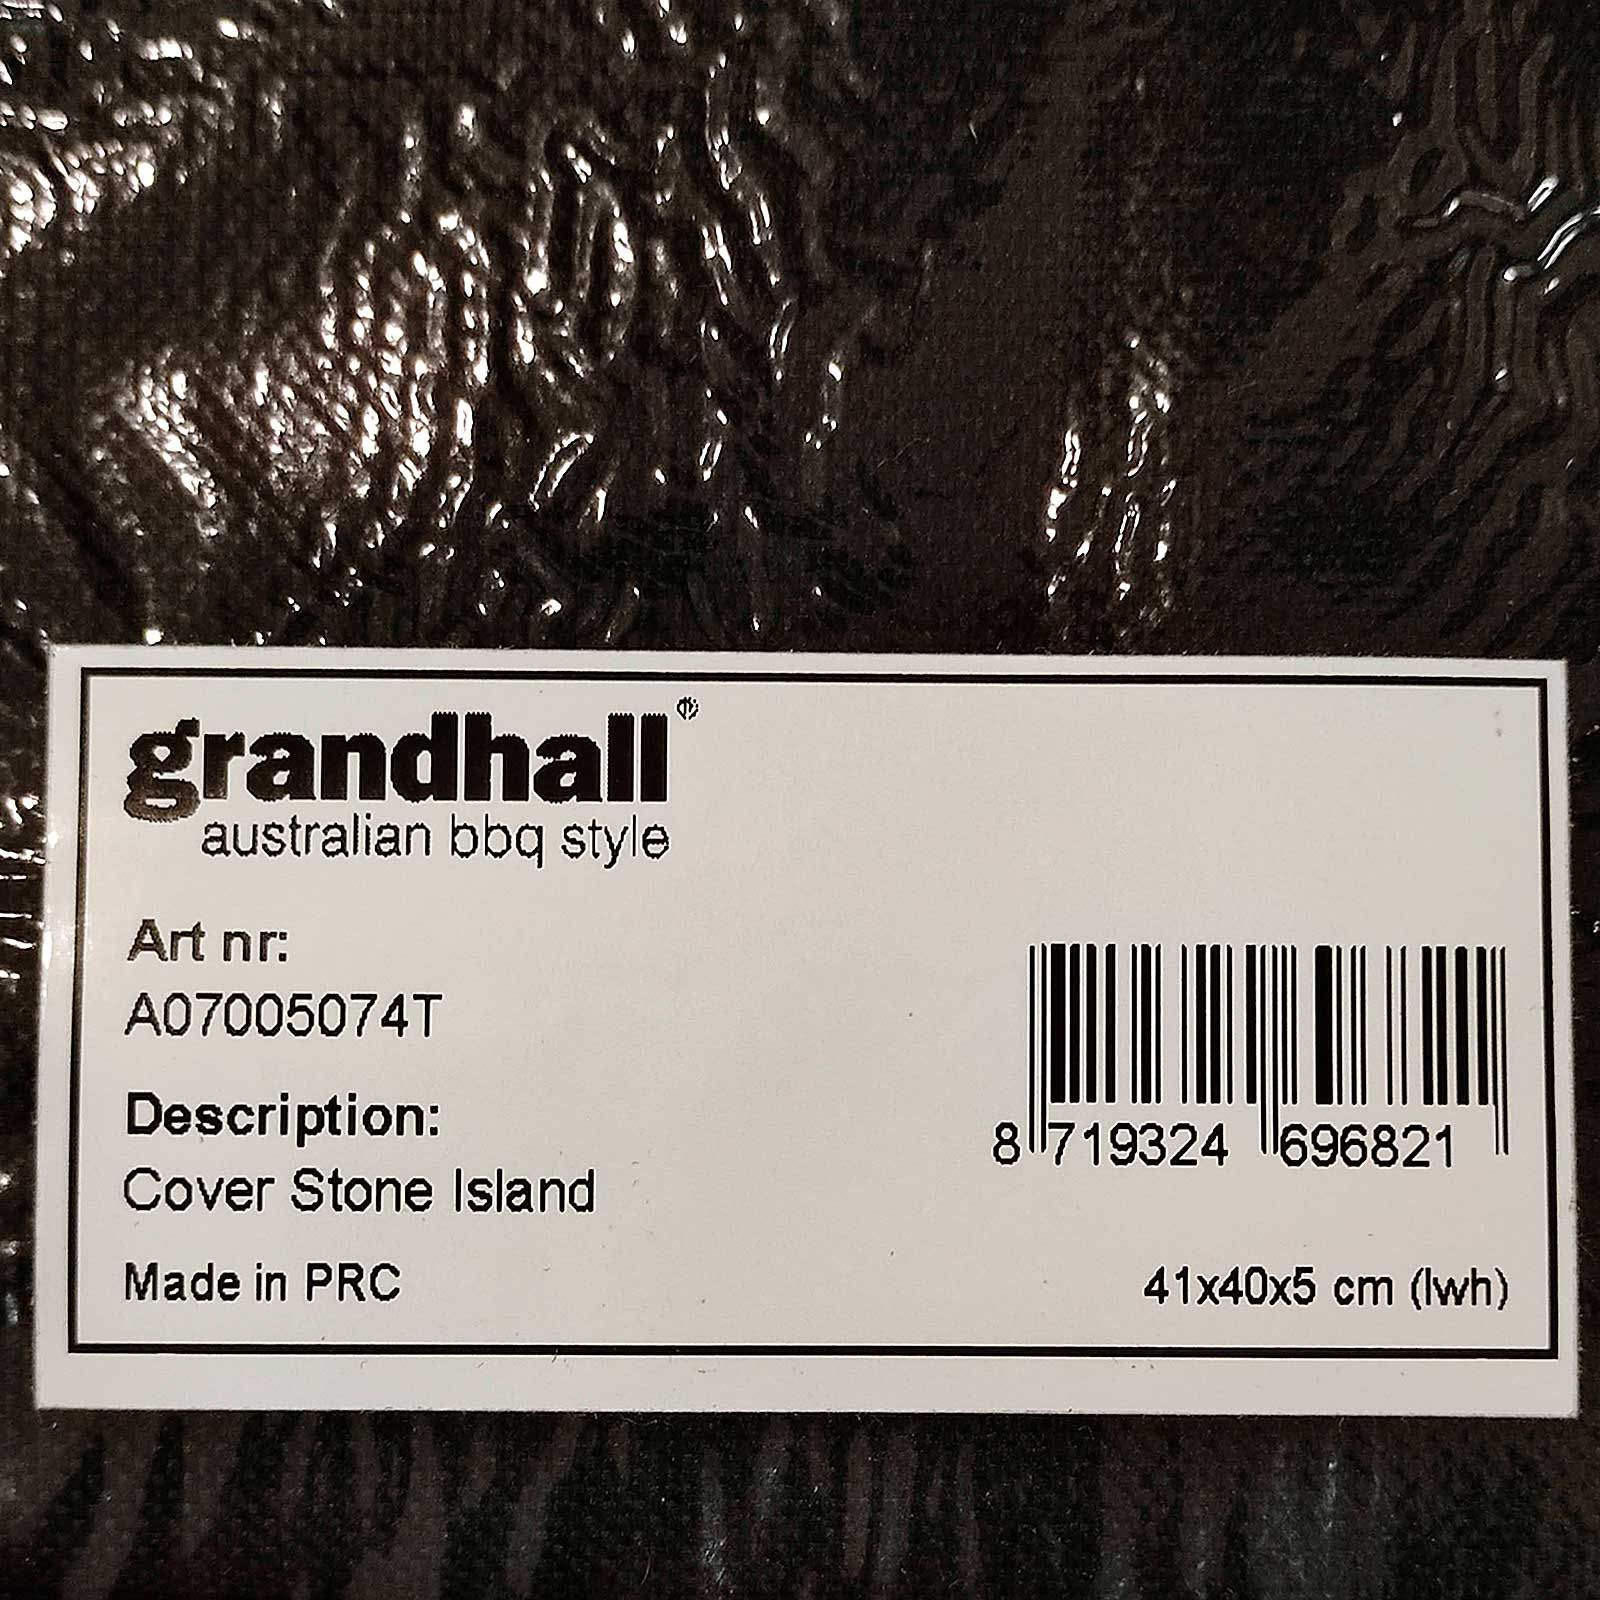 grandhall®
australian bbq style
Art nr:
A07005074T
Description:
Cover Stone Island
Made in PRC
8 719324 696821
41x40x5 cm (lwh)